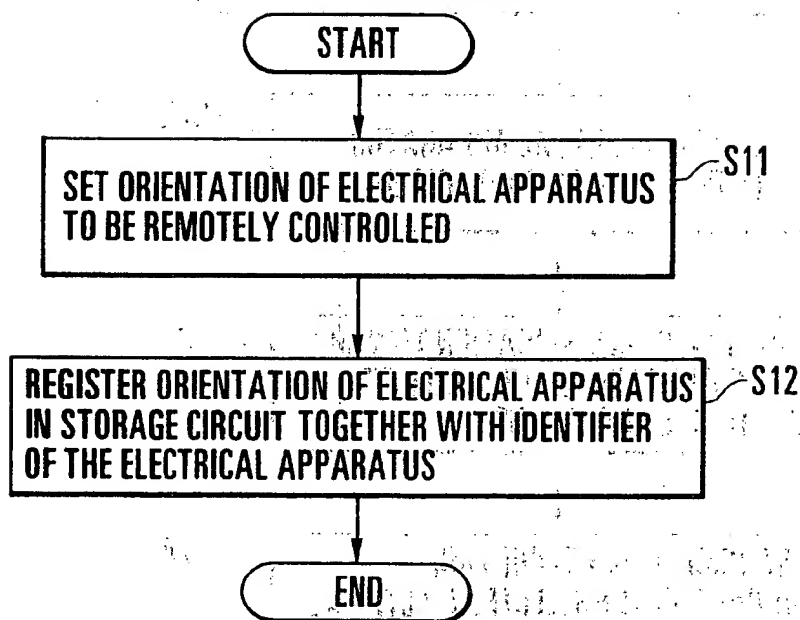 START
SET ORIENTATION OF ELECTRICAL APPARATUS
TO BE REMOTELY CONTROLLED
S11
REGISTER ORIENTATION OF ELECTRICAL APPARATUS
IN STORAGE CIRCUIT TOGETHER WITH IDENTIFIER
OF THE ELECTRICAL APPARATUS
S12
END